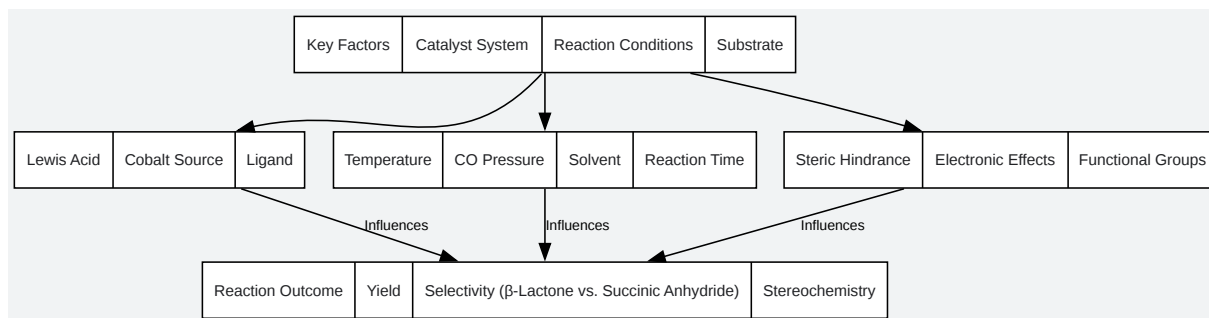 Key Factors
Catalyst System
Reaction Conditions
Substrate
Lewis Acid
Cobalt Source
Ligand
Temperature
CO Pressure
Solvent
Reaction Time
Steric Hindrance
Electronic Effects
Functional Groups
Influences
Influences
Influences
Reaction Outcome
Yield
Selectivity (β-Lactone vs. Succinic Anhydride)
Stereochemistry